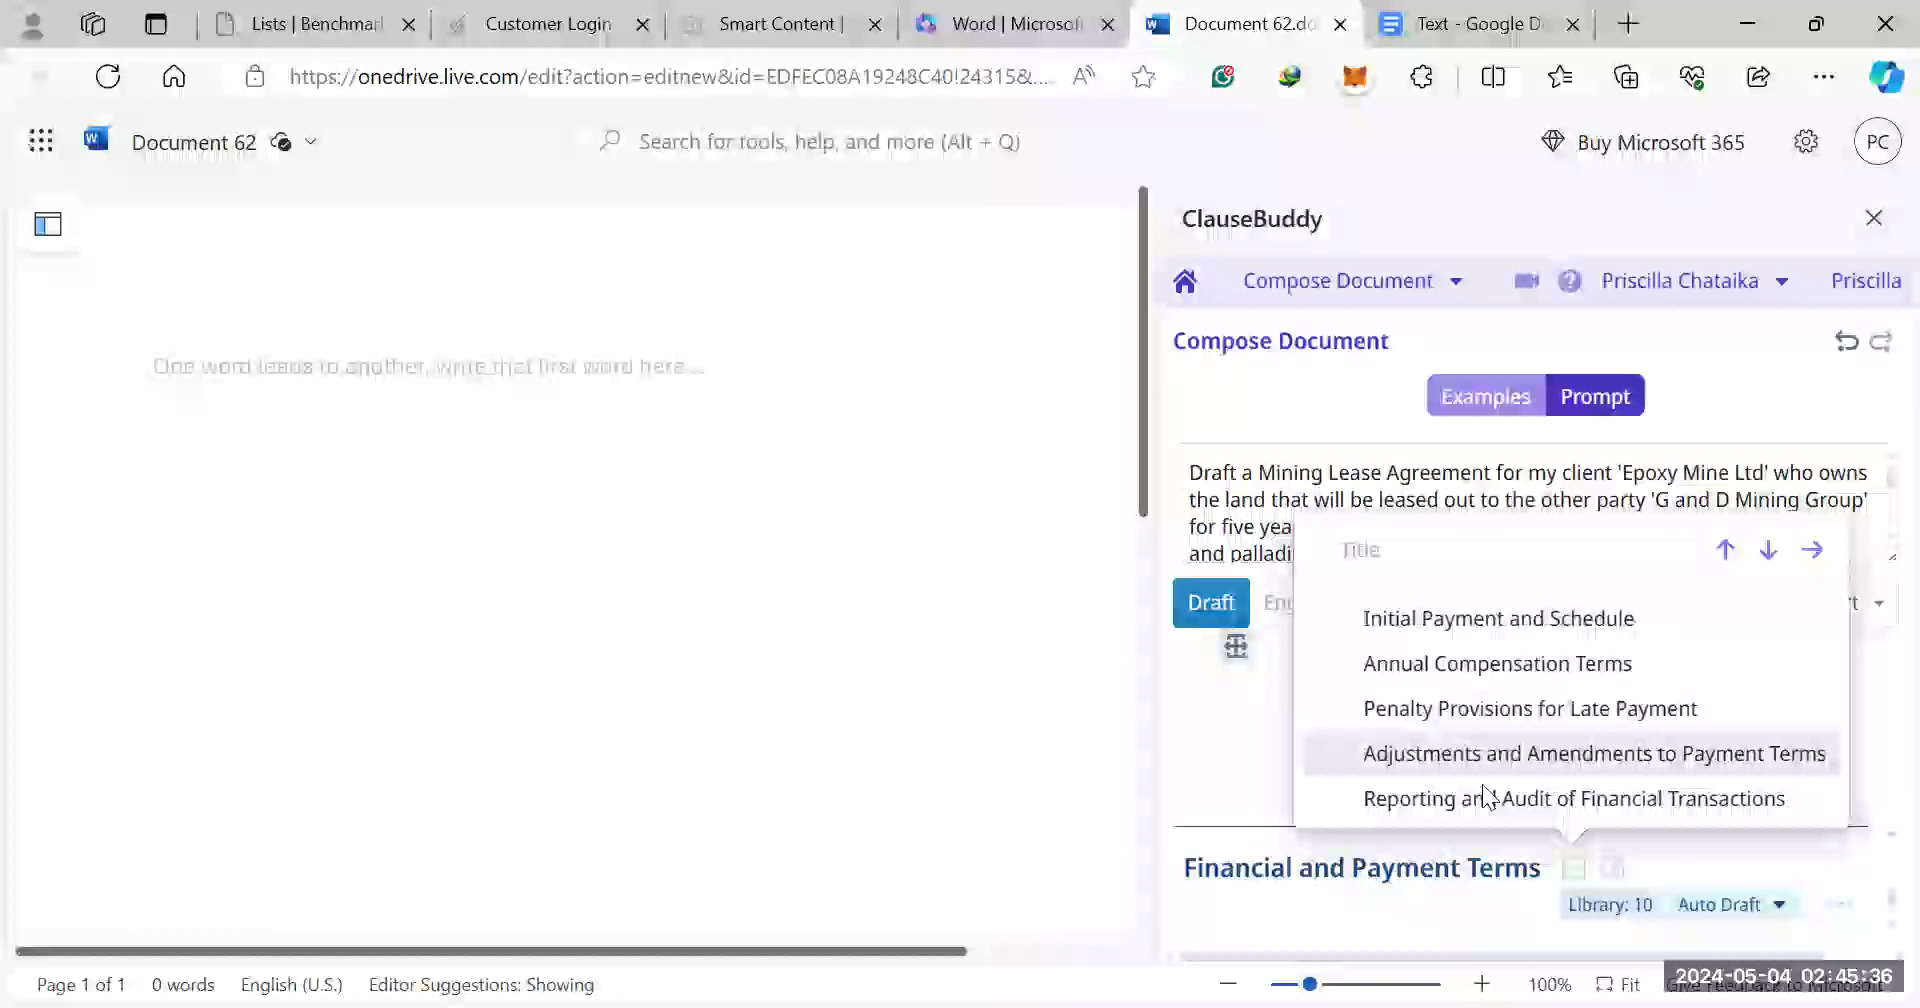 Lists | Benchmar
Customer Login
Smart Content |
Word | Microsof
Document 62.do
Text - Google D
https://onedrive.live.com/edit?action=editnew&id=EDFEC08A19248C40!24315&...
Document 62
Search for tools, help, and more (Alt + Q)
Buy Microsoft 365
PC
ClauseBuddy
Compose Document
Priscilla Chataika
Priscilla
Compose Document
Examples
Prompt
One word leads to another, write that first word here...
Draft a Mining Lease Agreement for my client 'Epoxy Mine Ltd' who owns
the land that will be leased out to the other party 'G and D Mining Group'
for five yea
and palladi
Title
Draft
Eng
t
Initial Payment and Schedule
Annual Compensation Terms
Penalty Provisions for Late Payment
Adjustments and Amendments to Payment Terms
Reporting and Audit of Financial Transactions
Financial and Payment Terms
Library: 10
Auto Draft
Page 1 of 1
0 words
English (U.S.)
Editor Suggestions: Showing
100%
Fit
Give Feedback to Microsoft
2024-05-04 02:45:36